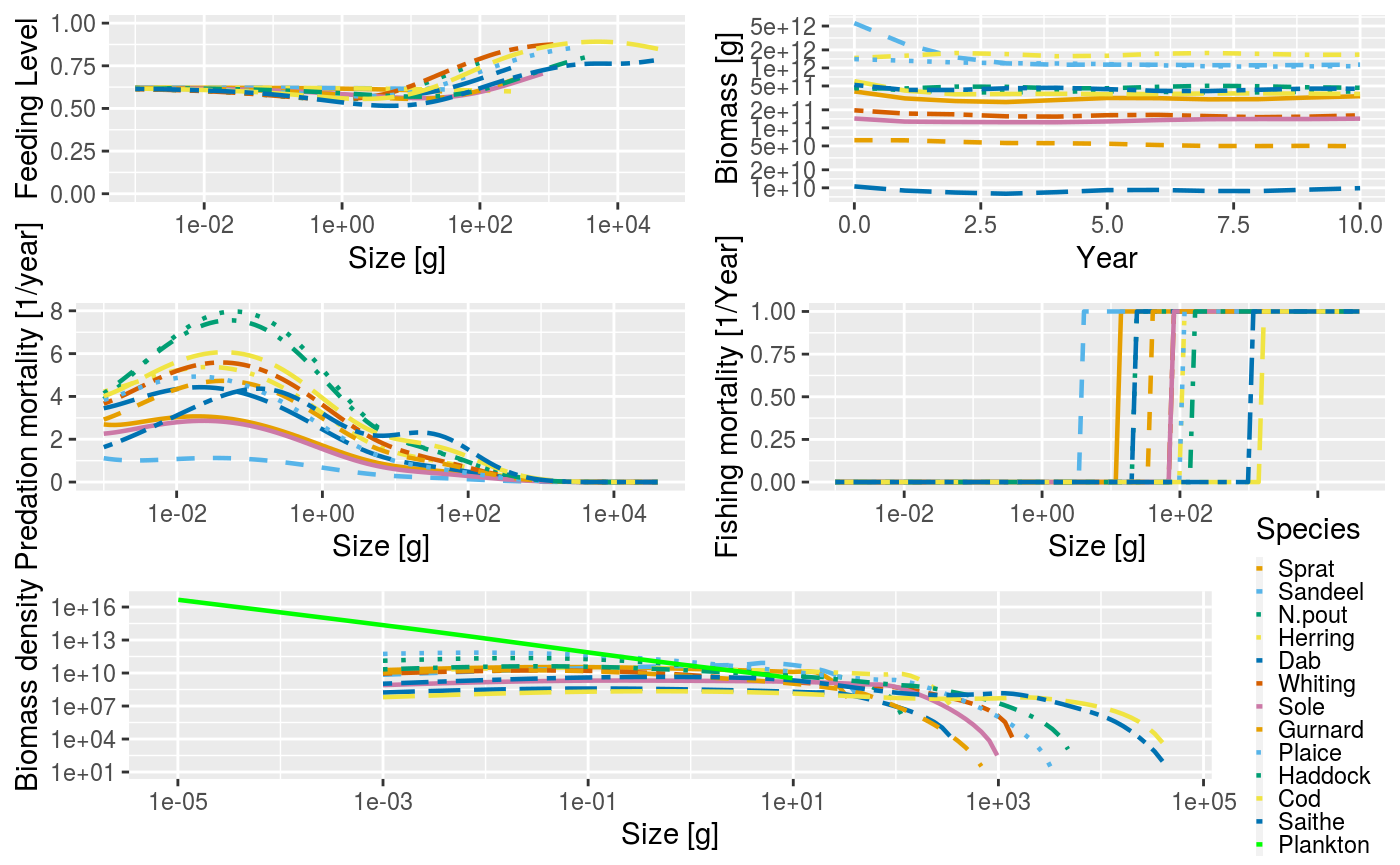 Feeding Level
1.00
0.75
0.50
0.25
0.00
1e-02 1e+00 1e+02 1e+04
Size [g]
Biomass [g]
5e+12
2e+12
1e+12
5e+11
2e+11
1e+11
5e+10
2e+10
1e+10
0.0 2.5 5.0 7.5 10.0
Year
Predation mortality [1/year]
8
6
4
2
0
1e-02 1e+00 1e+02 1e+04
Size [g]
Fishing mortality [1/Year]
1.00
0.75
0.50
0.25
0.00
1e-02 1e+00 1e+02
Size [g]
Biomass density
1e+16
1e+13
1e+10
1e+07
1e+04
1e+01
1e-05 1e-03 1e-01 1e+01 1e+03 1e+05
Size [g]
Species
Sprat
Sandeel
N.pout
Herring
Dab
Whiting
Sole
Gurnard
Plaice
Haddock
Cod
Saithe
Plankton